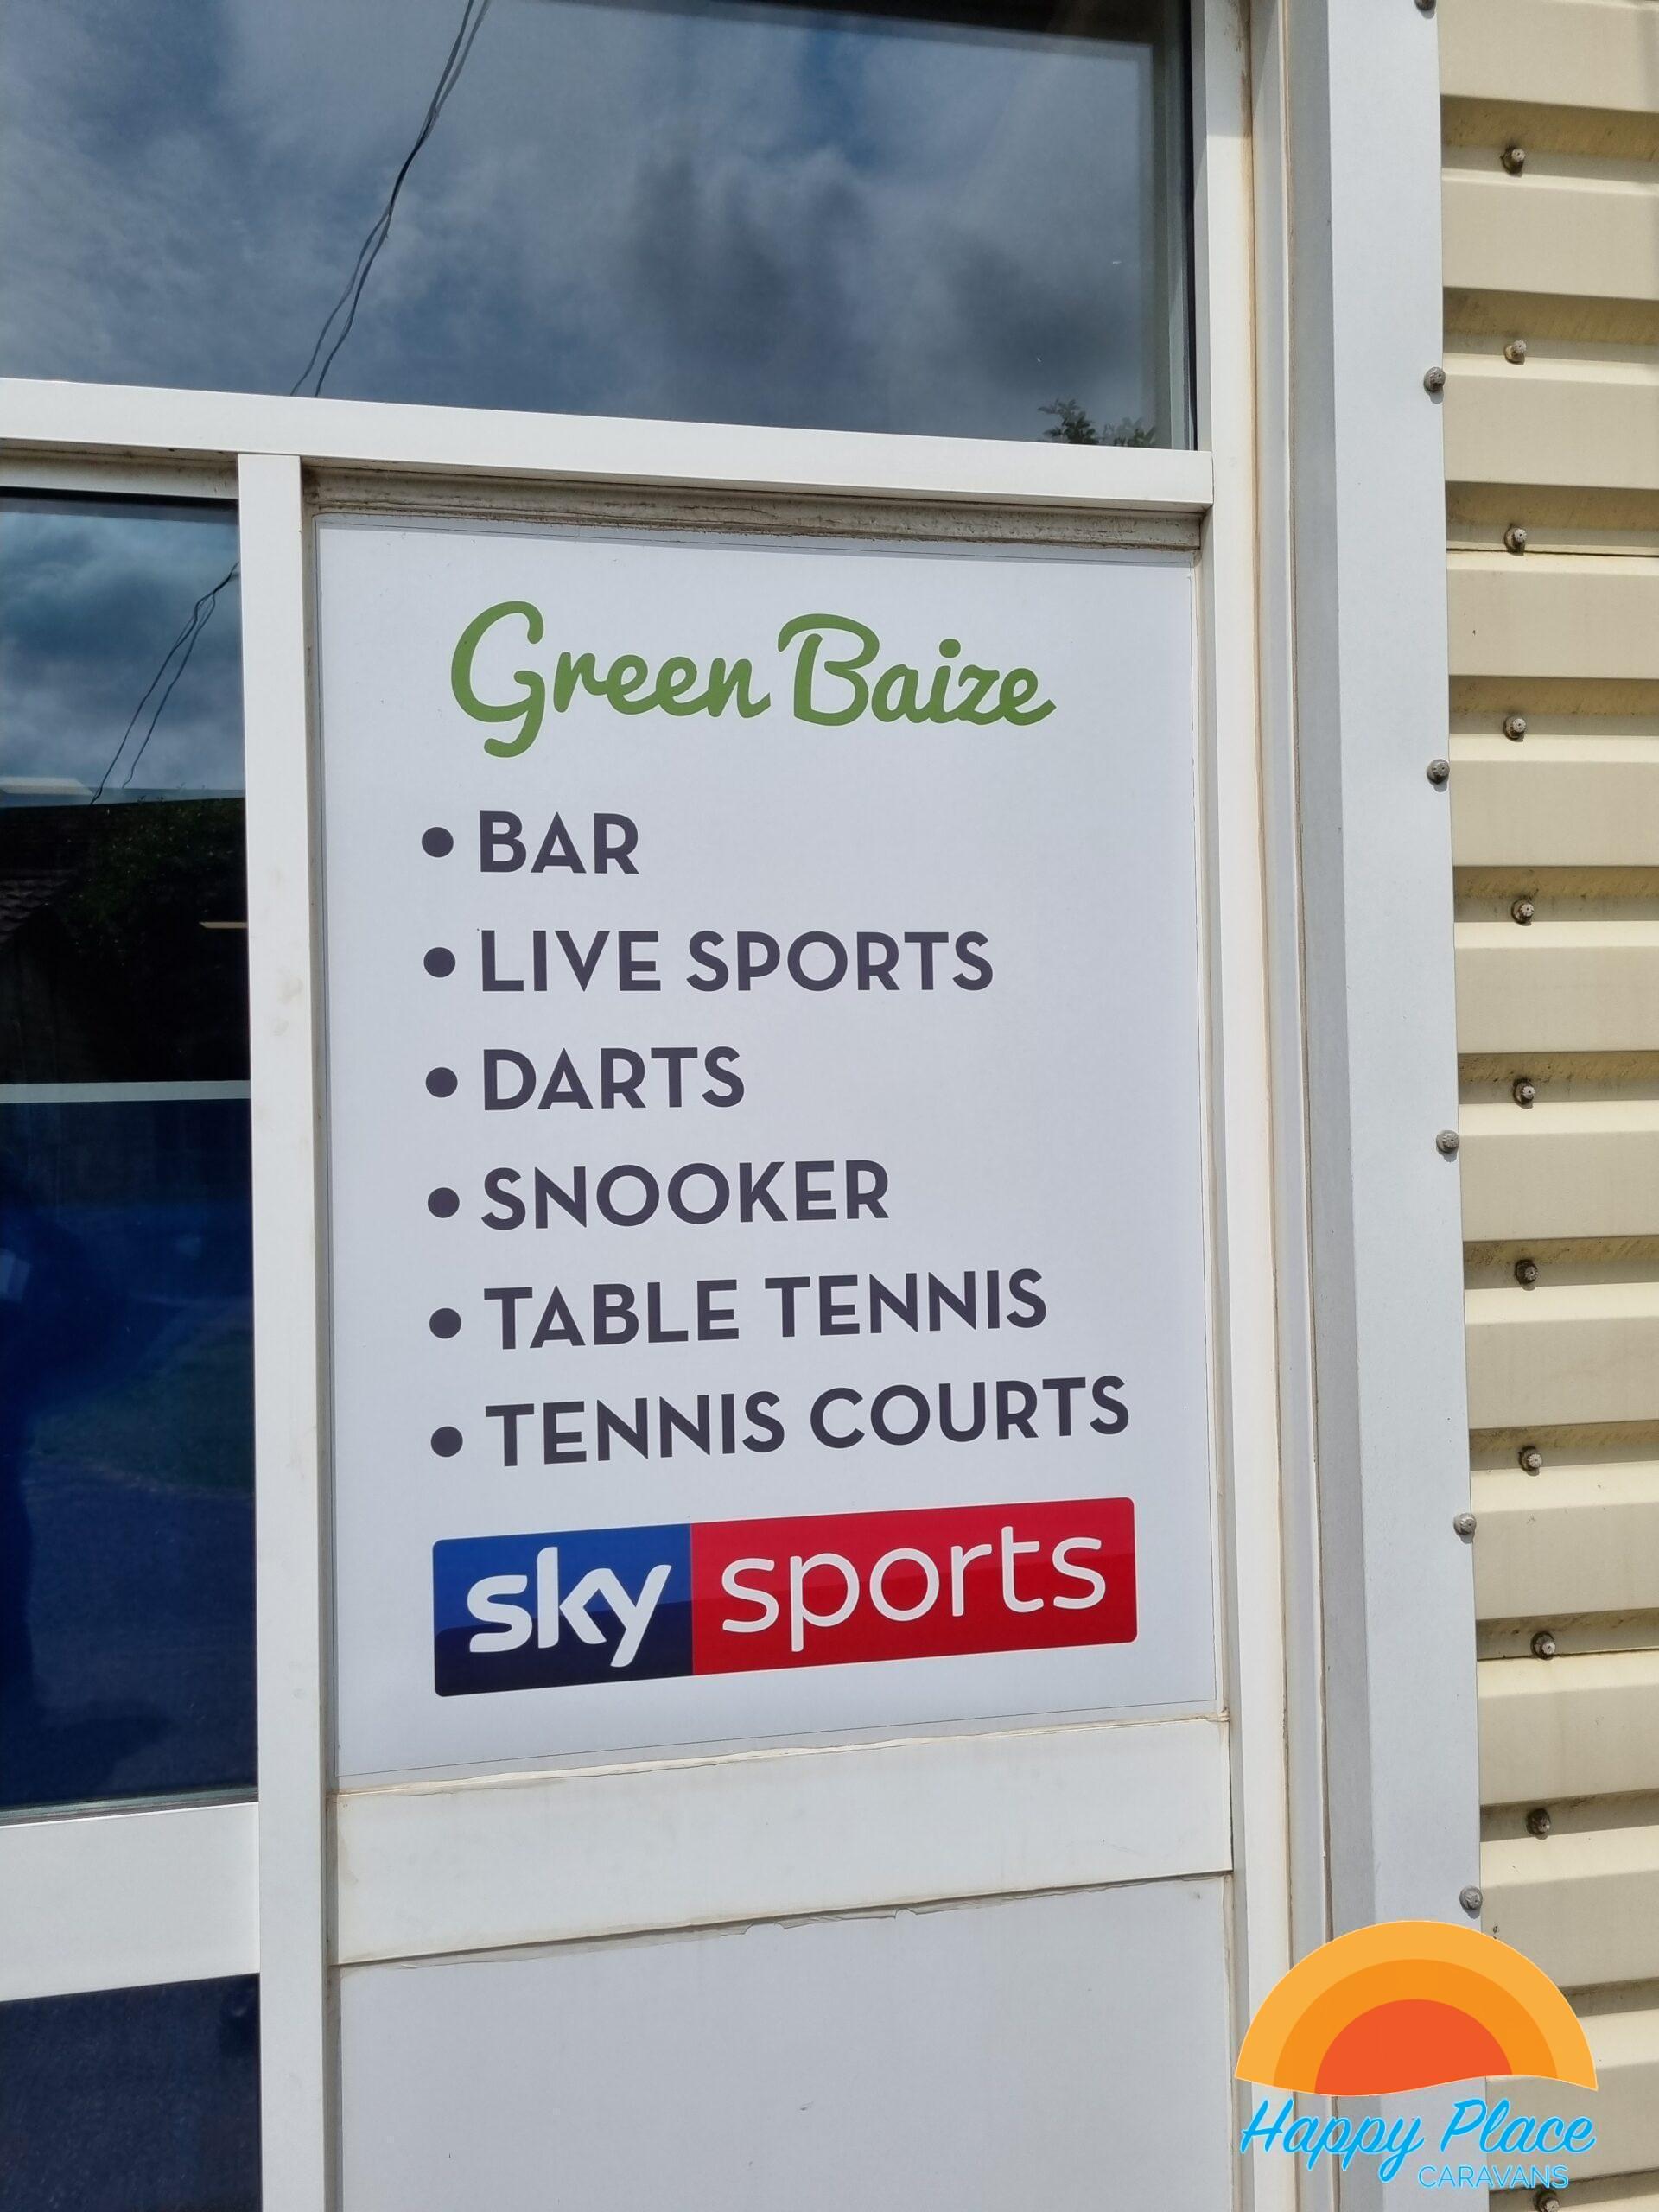 Green Baize
• BAR
• LIVE SPORTS
• DARTS
• SNOOKER
• TABLE TENNIS
• TENNIS COURTS
sky sports
Happy Place
CARAVANS